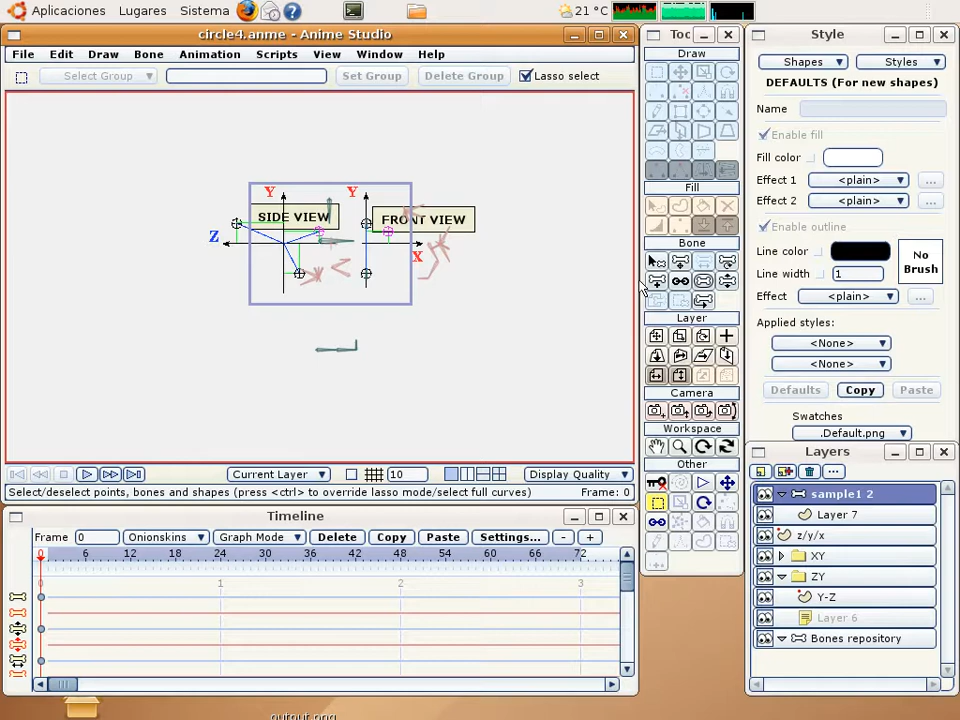 Aplicaciones Lugares Sistema 21 °C
circle4.anme - Anime Studio
File Edit Draw Bone Animation View Window Help
Select Group Set Group Delete Group Lasso select
Y Y
SIDE VIEW FRONT VIEW
Z X
Current Layer 10 Display Quality
Select/deselect points, bones and shapes (press <ctrl> to override lasso mode/select full curves) Frame: 0
Timeline
Frame 0 Onionskins Graph Mode Delete Copy Paste Settings... - +
0 6 12 18 24 30 36 42 48 54 60 66 72
0 1 2 3
Draw
Fill
Bone
Layer
Camera
Workspace
Other
Style
Shapes Styles
DEFAULTS (For new shapes)
Name
Enable fill
Fill color
Effect 1 <plain> ...
Effect 2 <plain> ...
Enable outline
Line color
No Brush
Line width 1
Effect <plain> ...
Applied styles:
<None>
<None>
Defaults Copy Paste
Swatches
.Default.png
Layers
sample1 2
Layer 7
z/y/x
XY
ZY
Y-Z
Layer 6
Bones repository
output.png